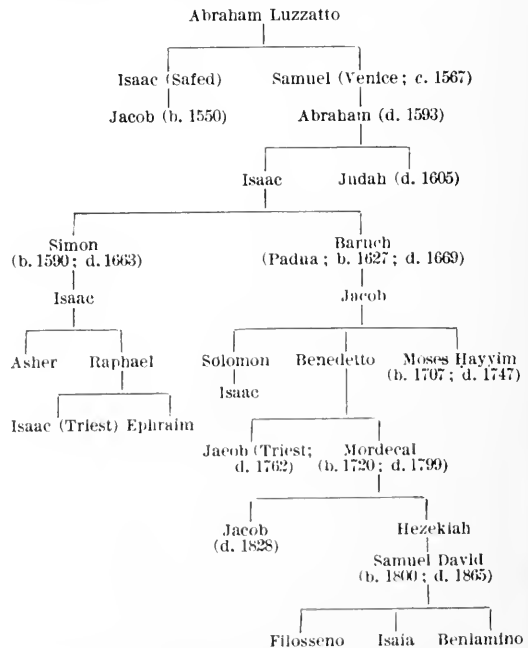 Abraham Luzzatto
Isaac (Safed) Samuel (Venice; c. 1567)
Jacob (b. 1550) Abraham (d. 1593)
Isaac Judah (d. 1605)
Simon Baruch
(b. 1590; d. 1663) (Padua; b. 1627; d. 1669)
Isaac Jacob
Asher Raphael Solomon Benedetto Moses Hayyim
(b. 1707; d. 1747)
Isaac
Isaac (Triest) Ephraim
Jacob (Triest; Mordecai
d. 1762) (b. 1720; d. 1799)
Jacob Hezekiah
(d. 1828)
Samuel David
(b. 1800; d. 1865)
Filosseno Isaia Beniamino